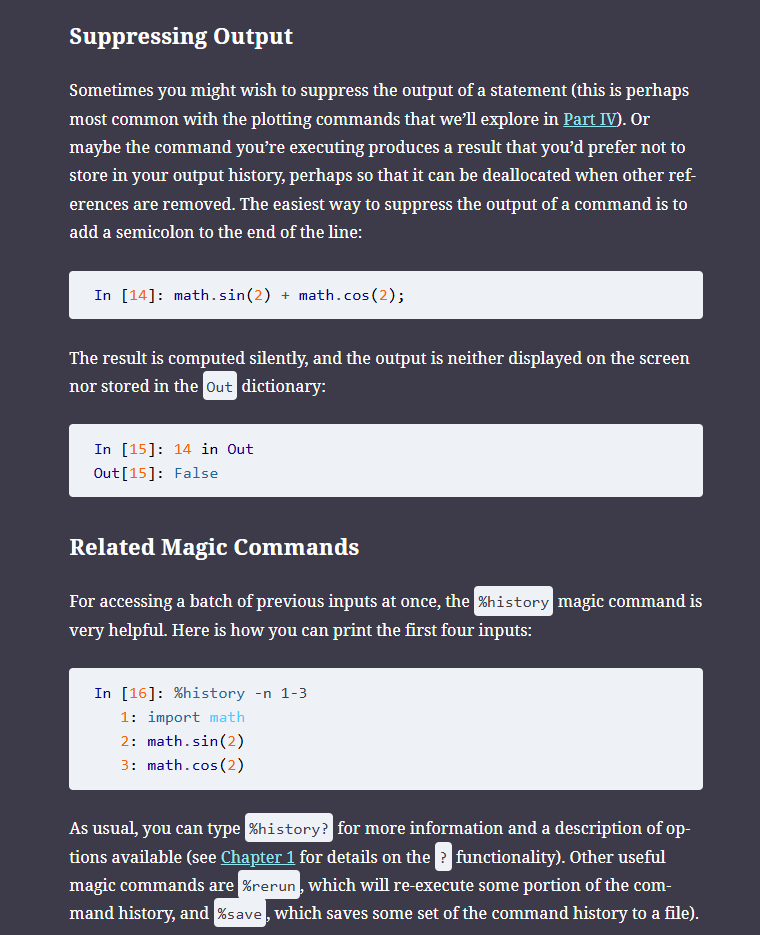 Suppressing Output
Sometimes you might wish to suppress the output of a statement (this is perhaps
most common with the plotting commands that we’ll explore in Part IV). Or
maybe the command you’re executing produces a result that you’d prefer not to
store in your output history, perhaps so that it can be deallocated when other ref-
erences are removed. The easiest way to suppress the output of a command is to
add a semicolon to the end of the line:
In [14]: math.sin(2) + math.cos(2);
The result is computed silently, and the output is neither displayed on the screen
nor stored in the Out dictionary:
In [15]: 14 in Out
Out[15]: False
Related Magic Commands
For accessing a batch of previous inputs at once, the %history magic command is
very helpful. Here is how you can print the first four inputs:
In [16]: %history -n 1-3
1: import math
2: math.sin(2)
3: math.cos(2)
As usual, you can type %history? for more information and a description of op-
tions available (see Chapter 1 for details on the ? functionality). Other useful
magic commands are %rerun, which will re-execute some portion of the com-
mand history, and %save, which saves some set of the command history to a file).